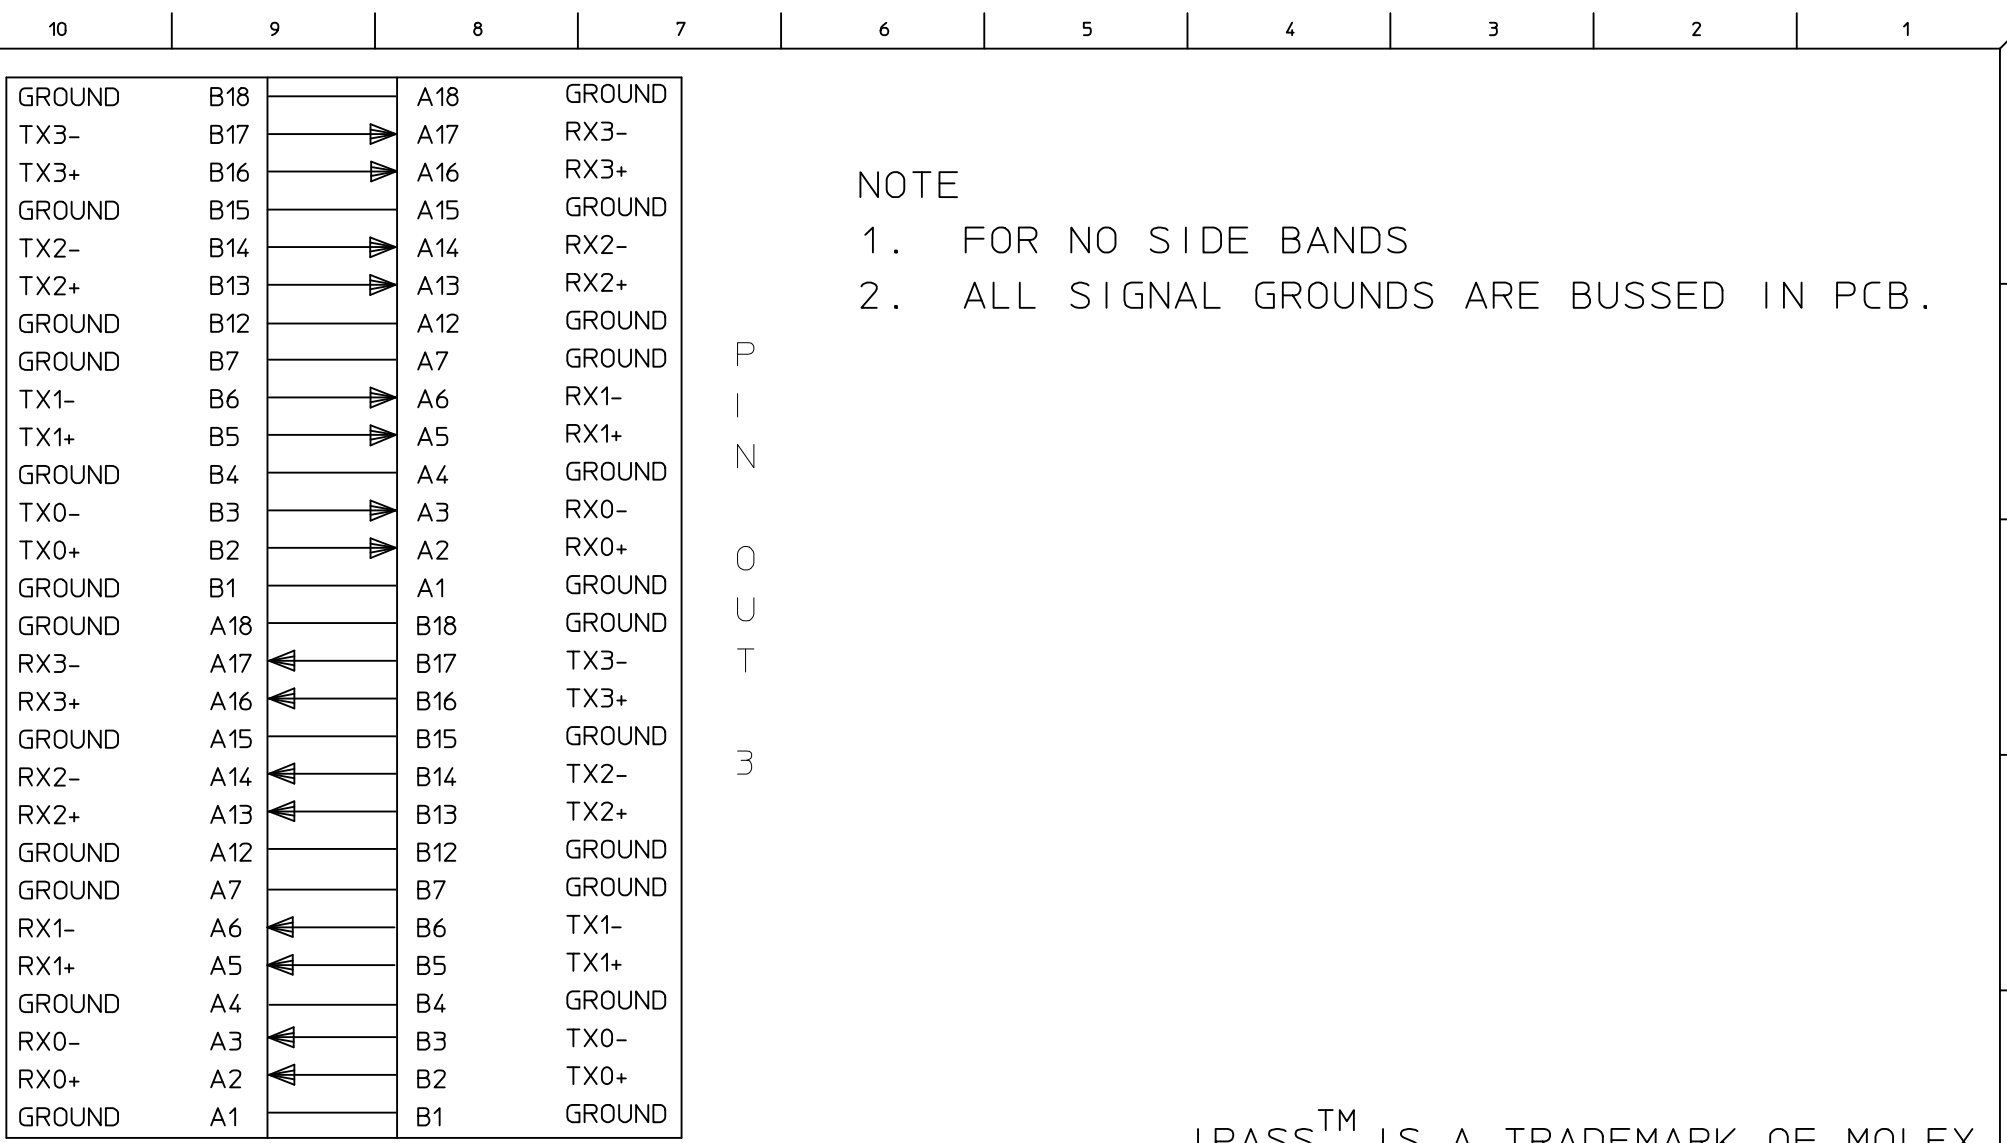 10 9 8 7 6 5 4 3 2 1
GROUND B18 A18 GROUND
TX3- B17 A17 RX3-
TX3+ B16 A16 RX3+
GROUND B15 A15 GROUND
TX2- B14 A14 RX2-
TX2+ B13 A13 RX2+
GROUND B12 A12 GROUND
GROUND B7 A7 GROUND
TX1- B6 A6 RX1-
TX1+ B5 A5 RX1+
GROUND B4 A4 GROUND
TX0- B3 A3 RX0-
TX0+ B2 A2 RX0+
GROUND B1 A1 GROUND
GROUND A18 B18 GROUND
RX3- A17 B17 TX3-
RX3+ A16 B16 TX3+
GROUND A15 B15 GROUND
RX2- A14 B14 TX2-
RX2+ A13 B13 TX2+
GROUND A12 B12 GROUND
GROUND A7 B7 GROUND
RX1- A6 B6 TX1-
RX1+ A5 B5 TX1+
GROUND A4 B4 GROUND
RX0- A3 B3 TX0-
RX0+ A2 B2 TX0+
GROUND A1 B1 GROUND
PIN OUT 3
NOTE
1. FOR NO SIDE BANDS
2. ALL SIGNAL GROUNDS ARE BUSSED IN PCB.
IPASS™ IS A TRADEMARK OF MOLEX